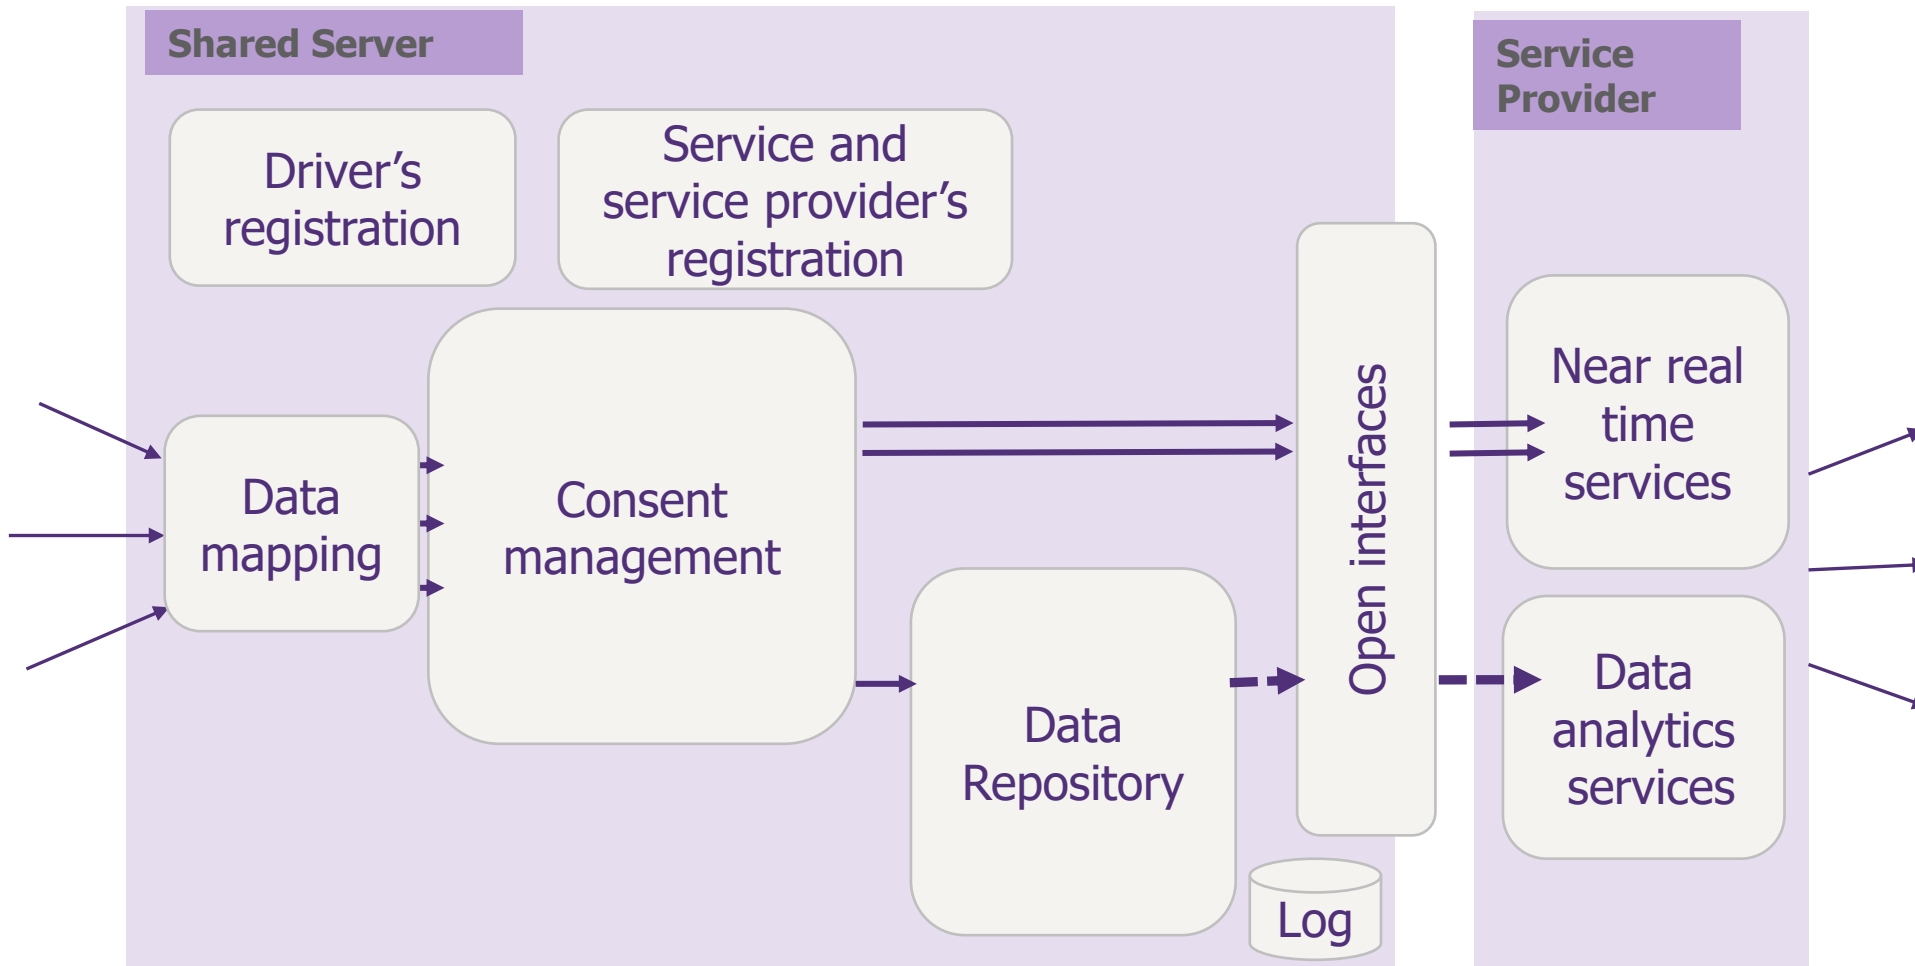 Shared Server
Service
Provider
Driver’s
registration
Service and
service provider’s
registration
Data
mapping
Consent
management
Data
Repository
Open interfaces
Log
Near real
time
services
Data
analytics
services